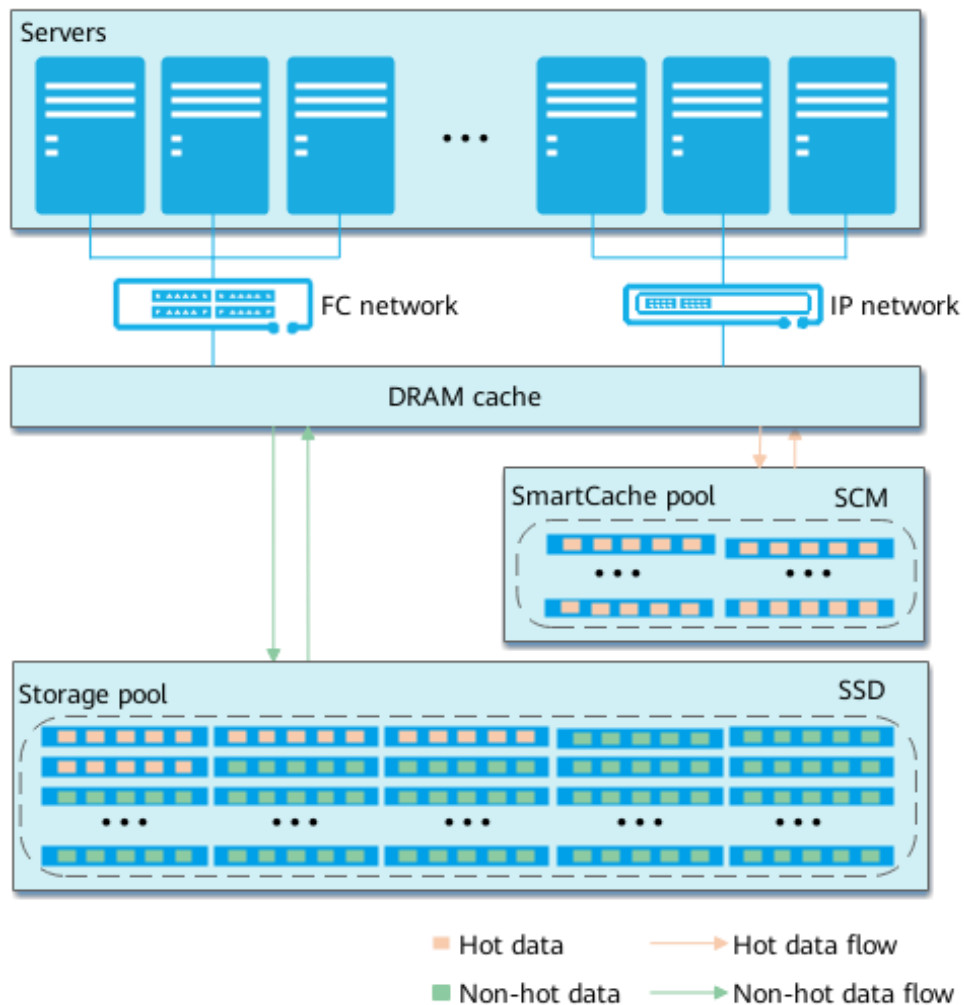 Servers
FC network
IP network
DRAM cache
SmartCache pool
SCM
Storage pool
SSD
Hot data
Hot data flow
Non-hot data
Non-hot data flow